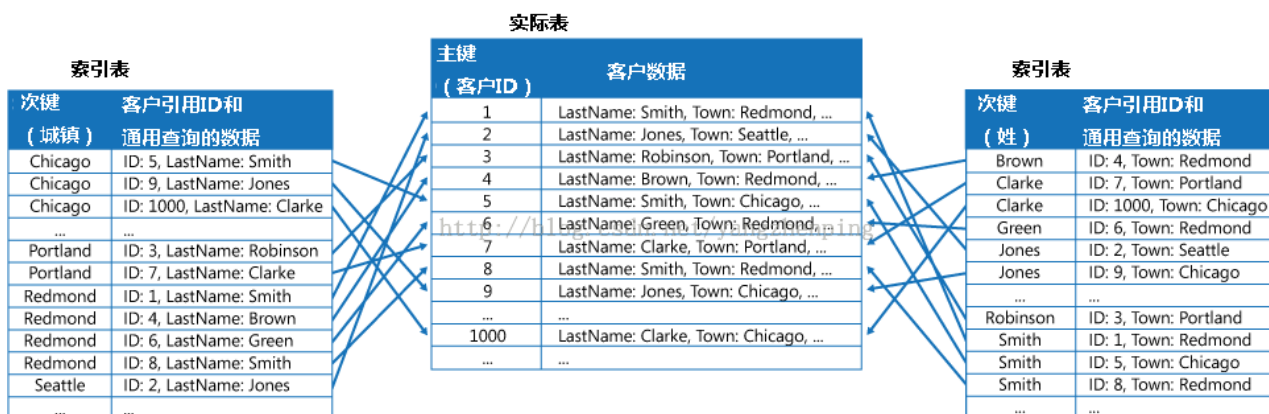 实际表
主键
（客户ID）
客户数据
1 LastName: Smith, Town: Redmond, ...
2 LastName: Jones, Town: Seattle, ...
3 LastName: Robinson, Town: Portland, ...
4 LastName: Brown, Town: Redmond, ...
5 LastName: Smith, Town: Chicago, ...
6 LastName: Green, Town: Redmond, ...
7 LastName: Clarke, Town: Portland, ...
8 LastName: Smith, Town: Redmond, ...
9 LastName: Jones, Town: Chicago, ...
... ...
1000 LastName: Clarke, Town: Chicago, ...
... ...
索引表
次键 客户引用ID和
（城镇） 通用查询的数据
Chicago ID: 5, LastName: Smith
Chicago ID: 9, LastName: Jones
Chicago ID: 1000, LastName: Clarke
... ...
Portland ID: 3, LastName: Robinson
Portland ID: 7, LastName: Clarke
Redmond ID: 1, LastName: Smith
Redmond ID: 4, LastName: Brown
Redmond ID: 6, LastName: Green
Redmond ID: 8, LastName: Smith
Seattle ID: 2, LastName: Jones
... ...
索引表
次键 客户引用ID和
（姓） 通用查询的数据
Brown ID: 4, Town: Redmond
Clarke ID: 7, Town: Portland
Clarke ID: 1000, Town: Chicago
Green ID: 6, Town: Redmond
Jones ID: 2, Town: Seattle
Jones ID: 9, Town: Chicago
... ...
Robinson ID: 3, Town: Portland
Smith ID: 1, Town: Redmond
Smith ID: 5, Town: Chicago
Smith ID: 8, Town: Redmond
... ...